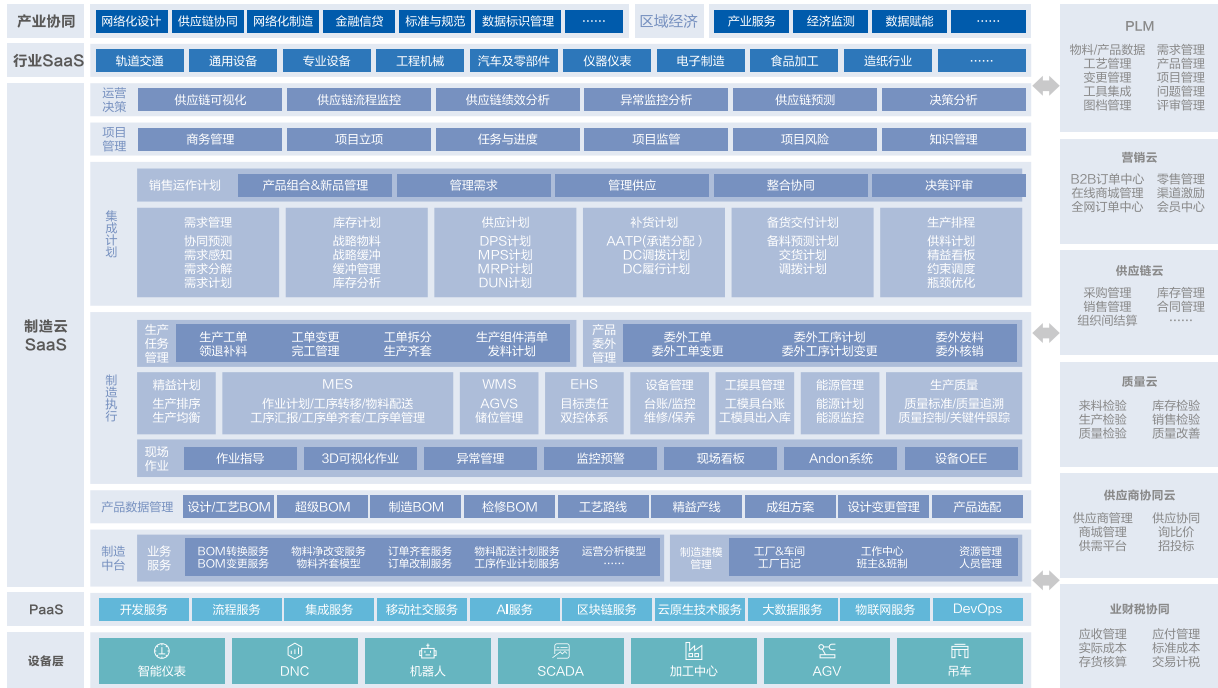 产业协同
网络化设计 供应链协同 网络化制造 金融信贷 标准与规范 数据标识管理 ……
区域经济
产业服务 经济监测 数据赋能 ……
行业SaaS
轨道交通 通用设备 专业设备 工程机械 汽车及零部件 仪器仪表 电子制造 食品加工 造纸行业 ……
制造云
SaaS
运营
决策
供应链可视化 供应链流程监控 供应链绩效分析 异常监控分析 供应链预测 决策分析
项目
管理
商务管理 项目立项 任务与进度 项目监管 项目风险 知识管理
集成计划
销售运作计划 产品组合&新品管理 管理需求 管理供应 整合协同 决策评审
需求管理
协同预测
需求感知
需求分解
需求计划
库存计划
战略物料
战略缓冲
缓冲管理
库存分析
供应计划
DPS计划
MPS计划
MRP计划
DUN计划
补货计划
AATP(承诺分配 )
DC调拨计划
DC履行计划
备货交付计划
备料预测计划
交货计划
调拨计划
生产排程
供料计划
精益看板
约束调度
瓶颈优化
制造执行
生产
任务
管理
生产工单 工单变更 工单拆分 生产组件清单
领退补料 完工管理 生产齐套 发料计划
产品
委外
管理
委外工单 委外工序计划 委外发料
委外工单变更 委外工序计划变更 委外核销
精益计划
生产排序
生产均衡
MES
作业计划/工序转移/物料配送
工序汇报/工序单齐套/工序单管理
WMS
AGVS
储位管理
EHS
目标责任
双控体系
设备管理
台账/监控
维修/保养
工摸具管理
工模具台账
工模具出入库
能源管理
能源计划
能源监控
生产质量
质量标准/质量追溯
质量控制/关键件跟踪
现场
作业
作业指导 3D可视化作业 异常管理 监控预警 现场看板 Andon系统 设备OEE
产品数据管理 设计/工艺BOM 超级BOM 制造BOM 检修BOM 工艺路线 精益产线 成组方案 设计变更管理 产品选配
制造
中台
业务
服务
BOM转换服务 物料净改变服务 订单齐套服务 物料配送计划服务 运营分析模型
BOM变更服务 物料齐套模型 订单改制服务 工序作业计划服务 ……
制造建模
管理
工厂&车间 工作中心 资源管理
工厂日记 班主&班制 人员管理
PaaS
开发服务 流程服务 集成服务 移动社交服务 AI服务 区块链服务 云原生技术服务 大数据服务 物联网服务 DevOps
设备层
智能仪表 DNC 机器人 SCADA 加工中心 AGV 吊车
PLM
物料/产品数据 需求管理
工艺管理 产品管理
变更管理 项目管理
工具集成 问题管理
图档管理 评审管理
营销云
B2B订单中心 零售管理
在线商城管理 渠道激励
全网订单中心 会员中心
供应链云
采购管理 库存管理
销售管理 合同管理
组织间结算 ……
质量云
来料检验 库存检验
生产检验 销售检验
质量检验 质量改善
供应商协同云
供应商管理 供应协同
商城管理 询比价
供需平台 招投标
业财税协同
应收管理 应付管理
实际成本 标准成本
存货核算 交易计税